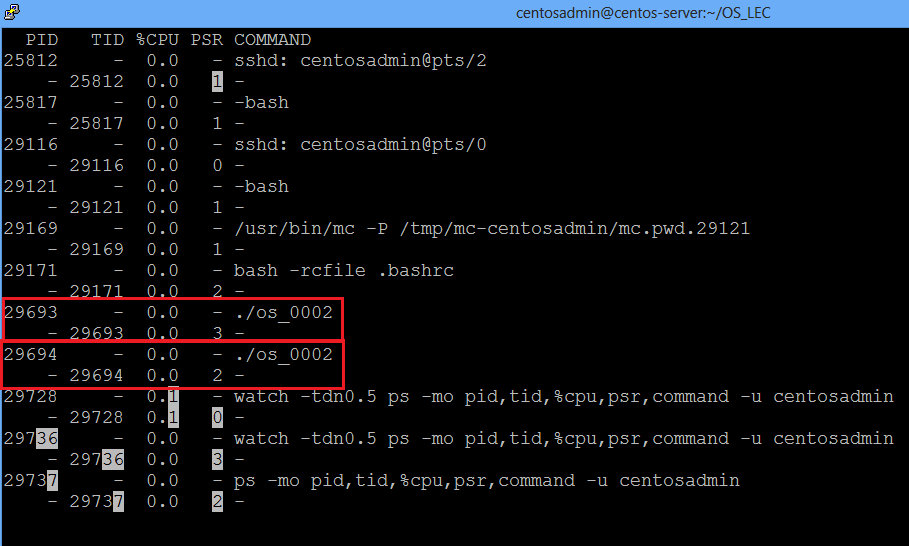 centosadmin@centos-server:~/OS_LEC
PID TID %CPU PSR COMMAND
25812 - 0.0 - sshd: centosadmin@pts/2
- 25812 0.0 1 -
25817 - 0.0 - -bash
- 25817 0.0 1 -
29116 - 0.0 - sshd: centosadmin@pts/0
- 29116 0.0 0 -
29121 - 0.0 - -bash
- 29121 0.0 1 -
29169 - 0.0 - /usr/bin/mc -P /tmp/mc-centosadmin/mc.pwd.29121
- 29169 0.0 1 -
29171 - 0.0 - bash -rcfile .bashrc
- 29171 0.0 2 -
29693 - 0.0 - ./os_0002
- 29693 0.0 3 -
29694 - 0.0 - ./os_0002
- 29694 0.0 2 -
29728 - 0.1 - watch -tdn0.5 ps -mo pid,tid,%cpu,psr,command -u centosadmin
- 29728 0.1 0 -
29736 - 0.0 - watch -tdn0.5 ps -mo pid,tid,%cpu,psr,command -u centosadmin
- 29736 0.0 3 -
29737 - 0.0 - ps -mo pid,tid,%cpu,psr,command -u centosadmin
- 29737 0.0 2 -